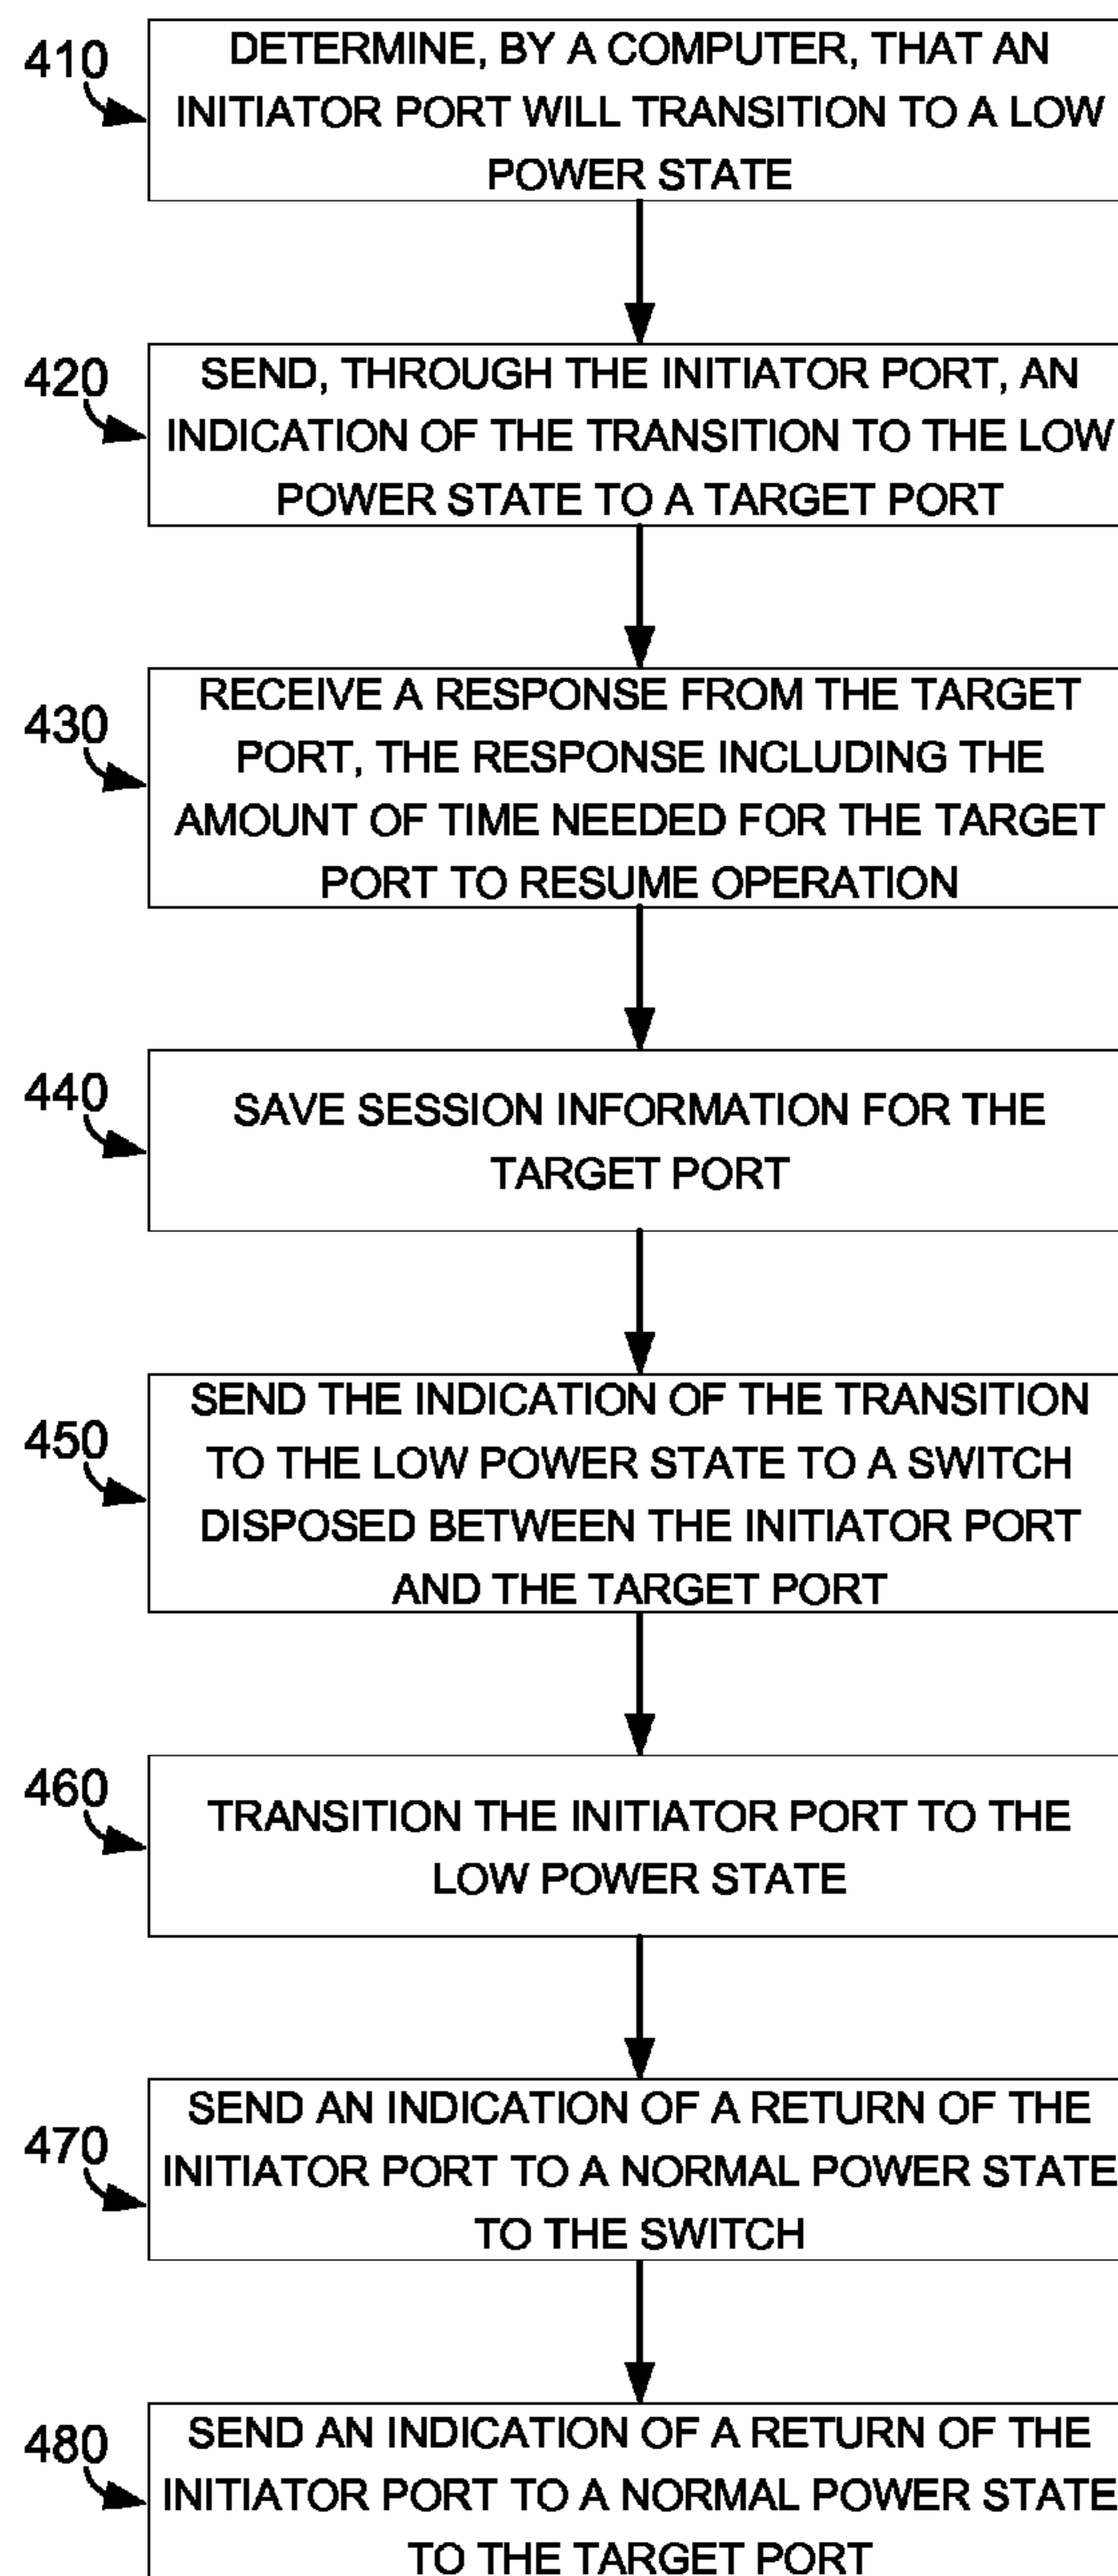 410
DETERMINE, BY A COMPUTER, THAT AN
INITIATOR PORT WILL TRANSITION TO A LOW
POWER STATE
420
SEND, THROUGH THE INITIATOR PORT, AN
INDICATION OF THE TRANSITION TO THE LOW
POWER STATE TO A TARGET PORT
430
RECEIVE A RESPONSE FROM THE TARGET
PORT, THE RESPONSE INCLUDING THE
AMOUNT OF TIME NEEDED FOR THE TARGET
PORT TO RESUME OPERATION
440
SAVE SESSION INFORMATION FOR THE
TARGET PORT
450
SEND THE INDICATION OF THE TRANSITION
TO THE LOW POWER STATE TO A SWITCH
DISPOSED BETWEEN THE INITIATOR PORT
AND THE TARGET PORT
460
TRANSITION THE INITIATOR PORT TO THE
LOW POWER STATE
470
SEND AN INDICATION OF A RETURN OF THE
INITIATOR PORT TO A NORMAL POWER STATE
TO THE SWITCH
480
SEND AN INDICATION OF A RETURN OF THE
INITIATOR PORT TO A NORMAL POWER STATE
TO THE TARGET PORT